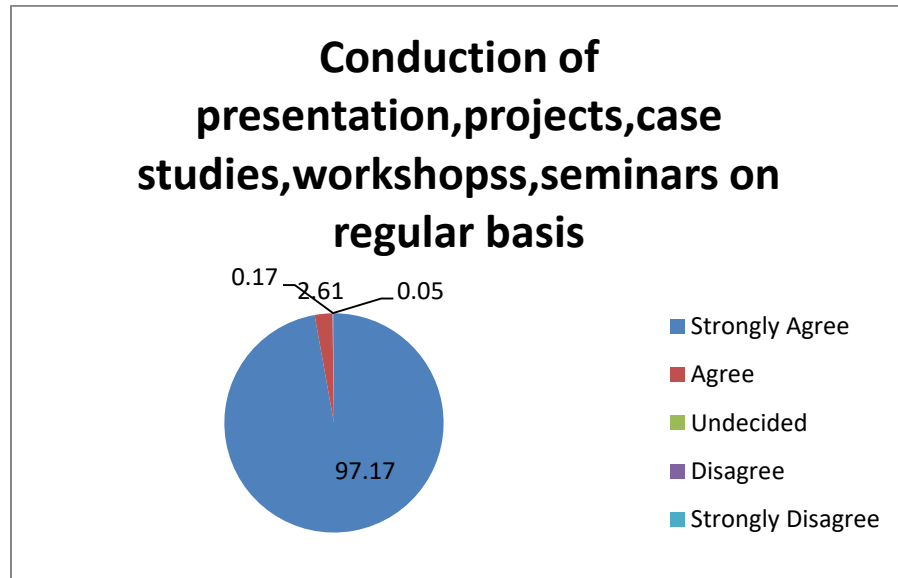 Conduction of
presentation,projects,case
studies,workshopss,seminars on
regular basis
0.17
2.61
0.05
97.17
Strongly Agree
Agree
Undecided
Disagree
Strongly Disagree